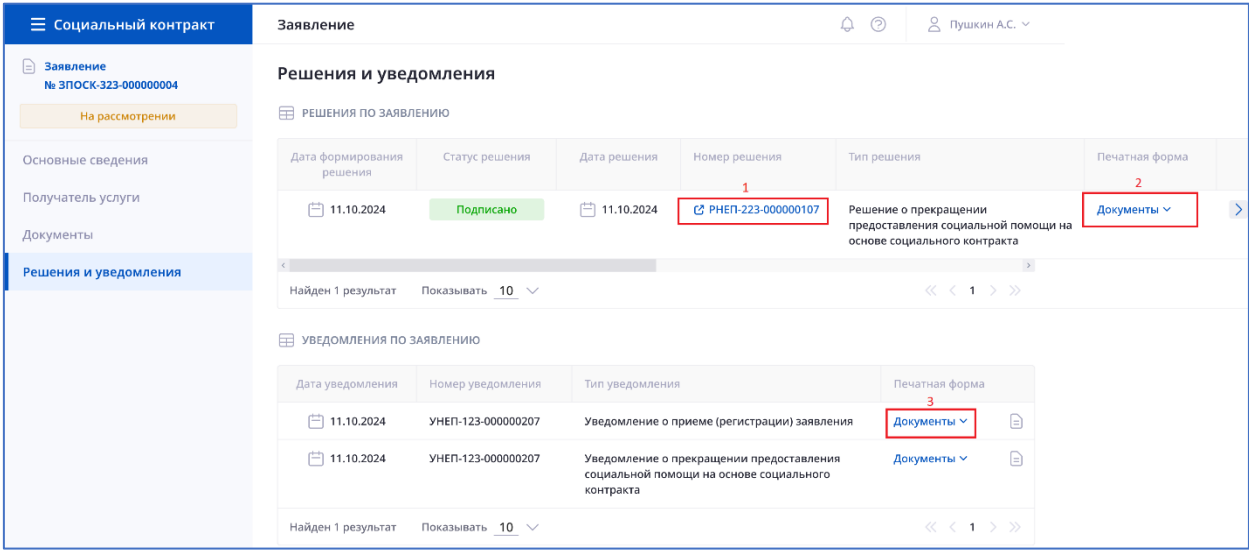 Социальный контракт
Заявление
Пушкин А.С.
Заявление
№ ЗПОСК-323-000000004
На рассмотрении
Основные сведения
Получатель услуги
Документы
Решения и уведомления
Решения и уведомления
РЕШЕНИЯ ПО ЗАЯВЛЕНИЮ
Дата формирования
решения
Статус решения
Дата решения
Номер решения
Тип решения
Печатная форма
1
2
11.10.2024
Подписано
11.10.2024
РНЕП-223-000000107
Решение о прекращении
предоставления социальной помощи на
основе социального контракта
Документы
Найден 1 результат
Показывать 10
1
УВЕДОМЛЕНИЯ ПО ЗАЯВЛЕНИЮ
Дата уведомления
Номер уведомления
Тип уведомления
Печатная форма
3
11.10.2024
УНЕП-123-000000207
Уведомление о приеме (регистрации) заявления
Документы
11.10.2024
УНЕП-123-000000207
Уведомление о прекращении предоставления
социальной помощи на основе социального
контракта
Документы
Найден 1 результат
Показывать 10
1